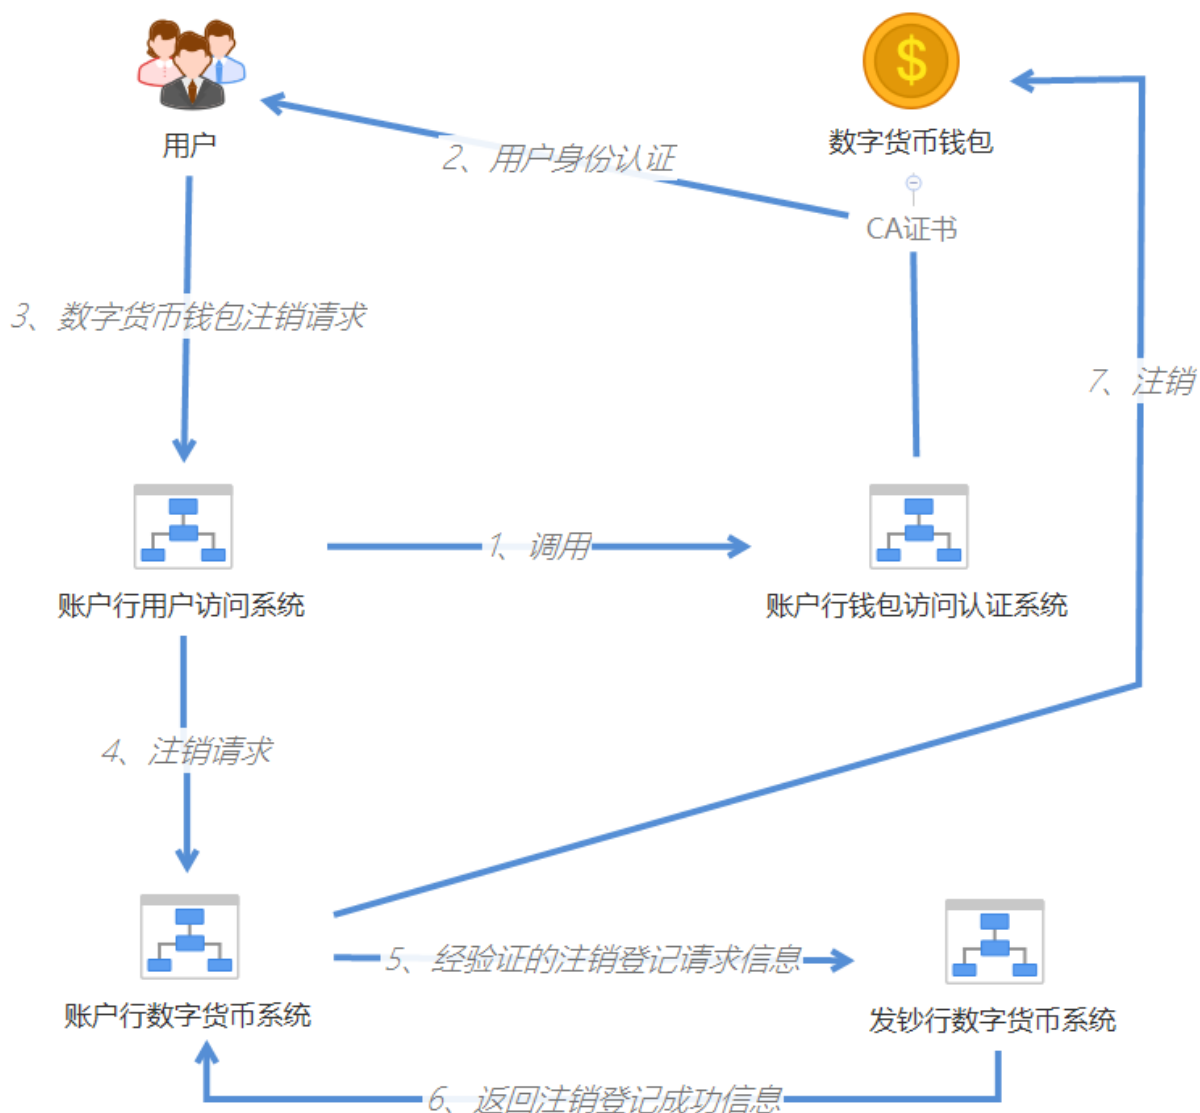 用户
数字货币钱包
2、用户身份认证
CA证书
3、数字货币钱包注销请求
7、注销
1、调用
账户行用户访问系统
账户行钱包访问认证系统
4、注销请求
5、经验证的注销登记请求信息
账户行数字货币系统
发钞行数字货币系统
6、返回注销登记成功信息